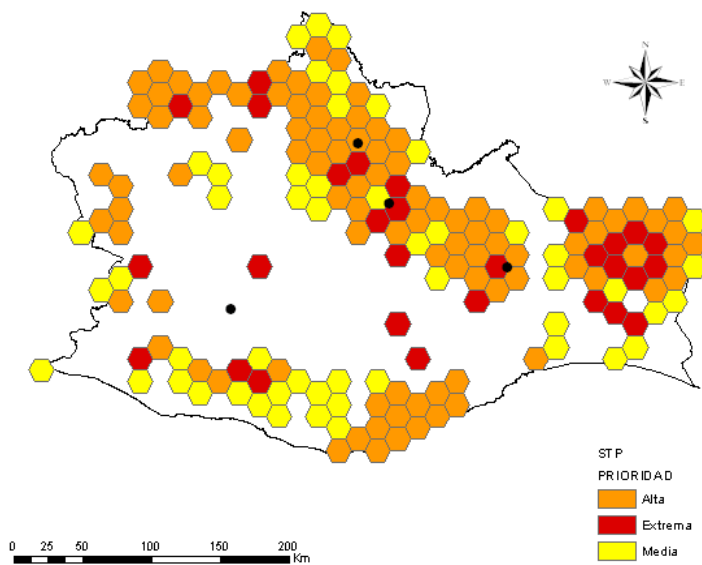 N
W E
S
STP
PRIORIDAD
Alta
Extrema
Media
0 25 50 100 150 200
Km